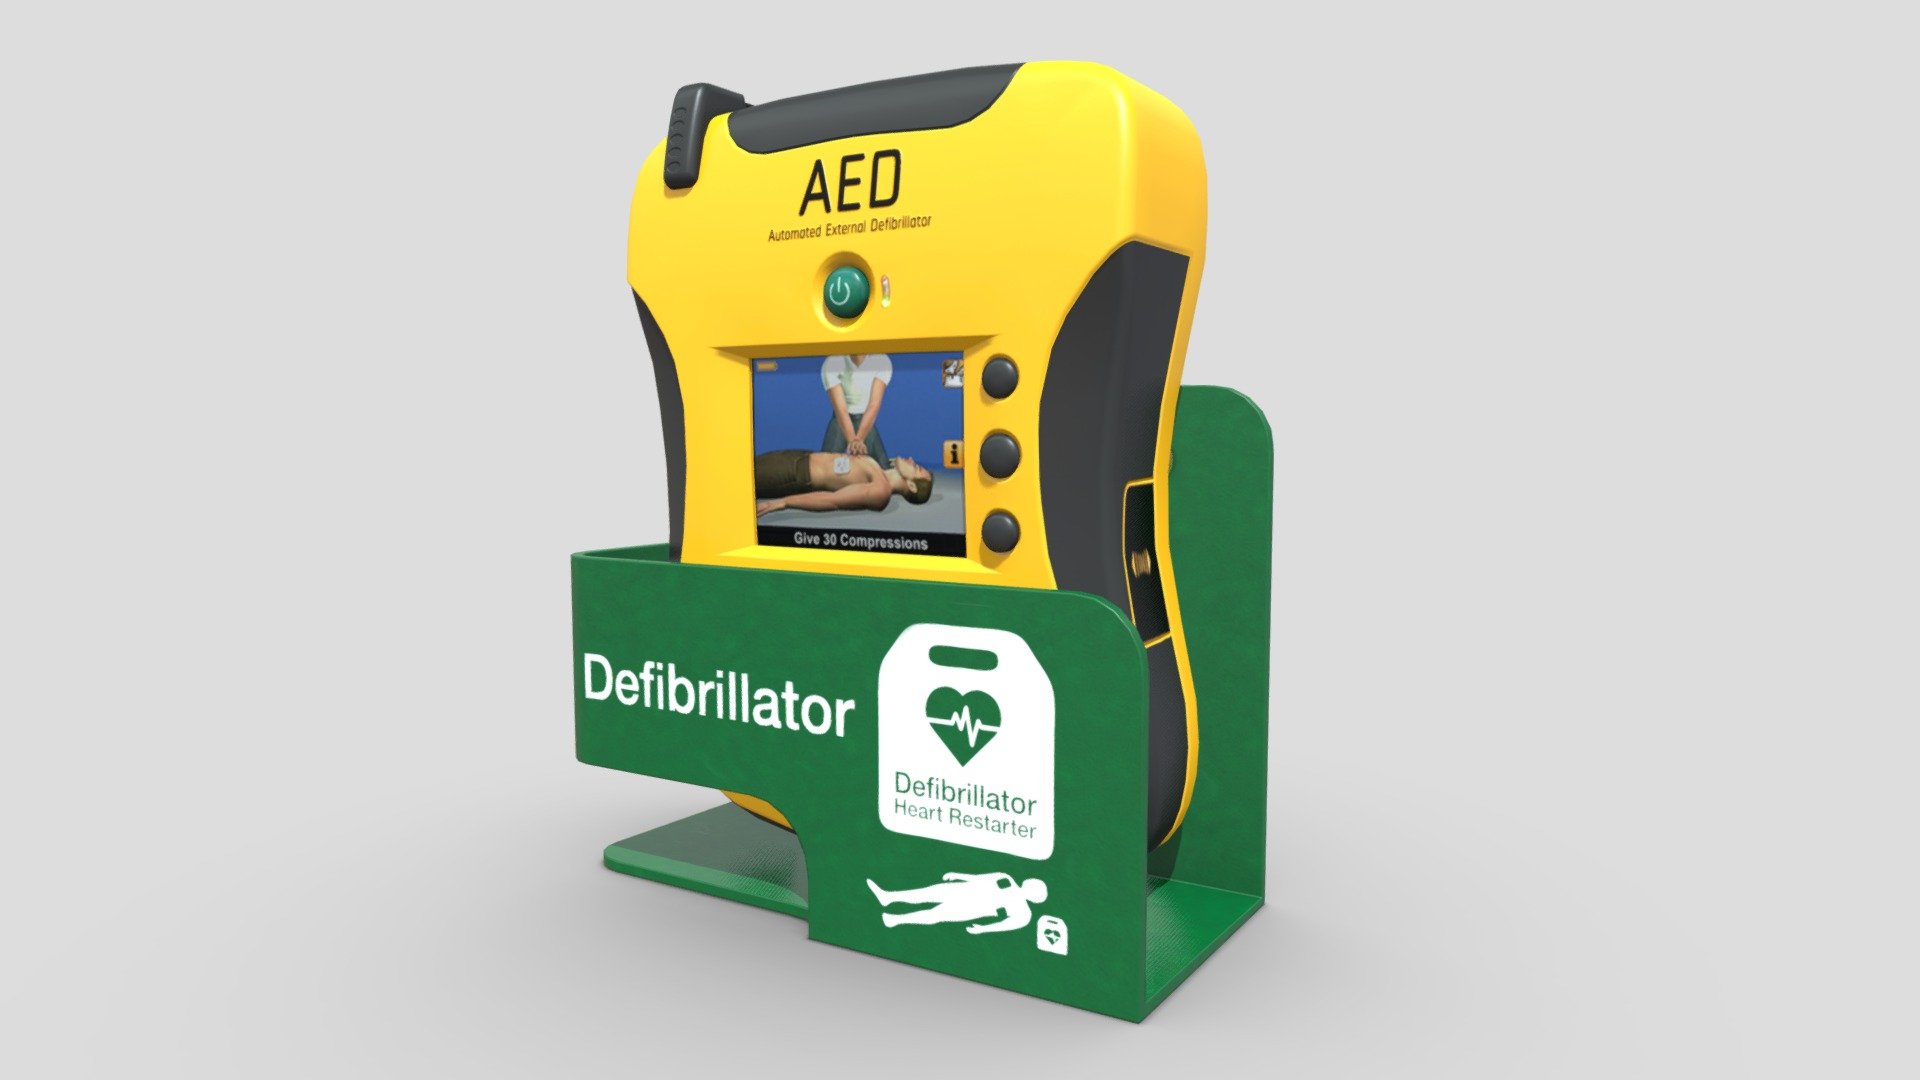 AED
Automated External Defibrillator
i
Give 30 Compressions
Defibrillator
Defibrillator
Heart Restarter